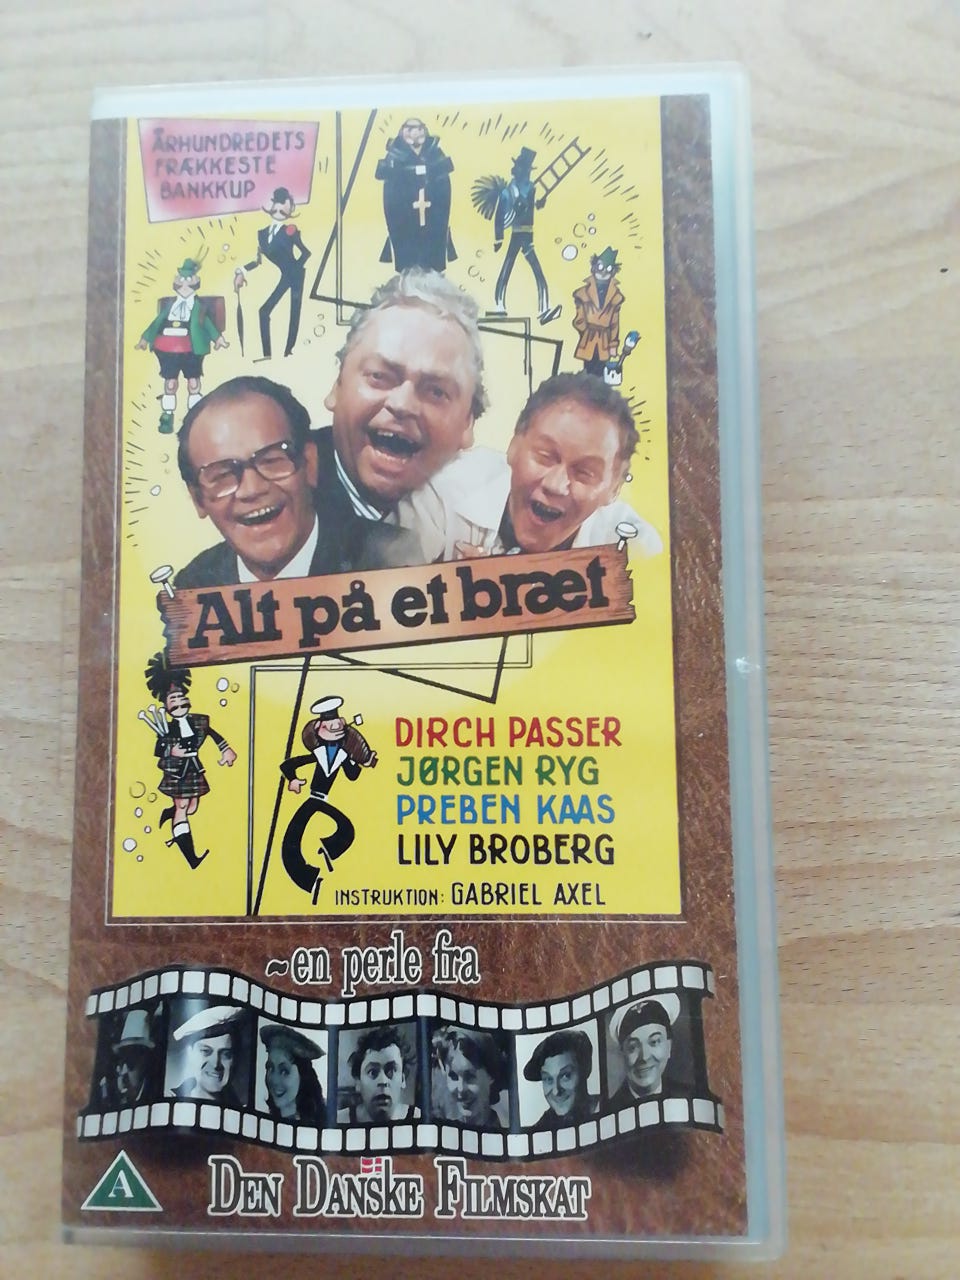 ÅRHUNDREDETS
FRÆKKESTE
BANKKUP
Alt på et bræt
DIRCH PASSER
JØRGEN RYG
PREBEN KAAS
LILY BROBERG
INSTRUKTION: GABRIEL AXEL
~en perle fra
A
DEN DANSKE FILMSKAT